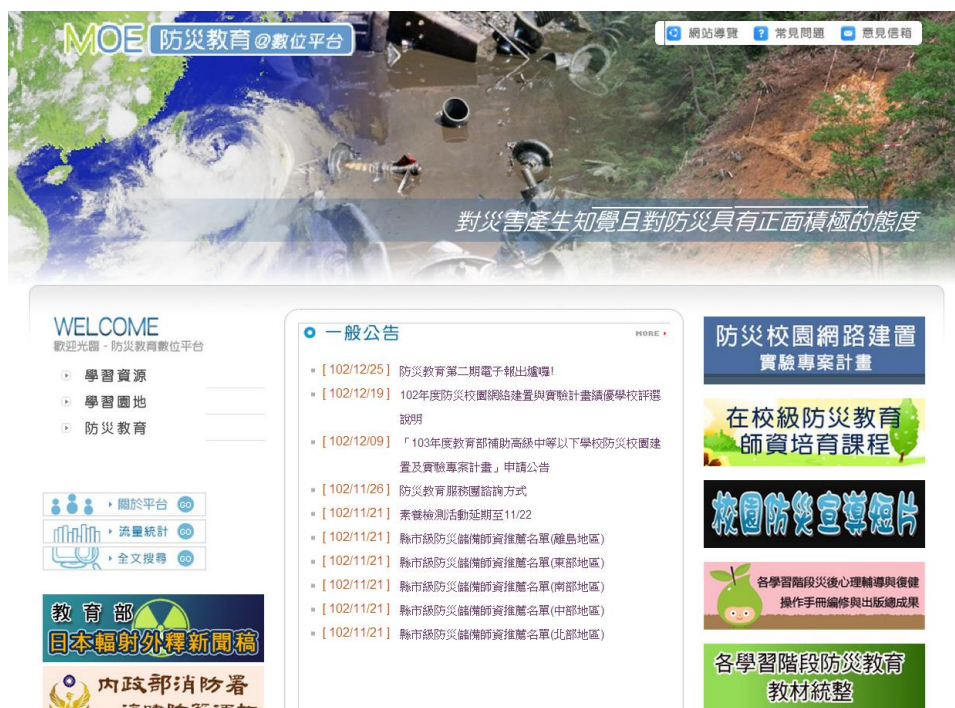 MOE 防災教育@數位平台
網站導覽 常見問題 意見信箱
對災害產生知覺且對防災具有正面積極的態度
WELCOME
歡迎光臨 - 防災教育數位平台
學習資源
學習園地
防災教育
關於平台 GO
流量統計 GO
全文搜尋 GO
教育部
日本輻射外釋新聞稿
內政部消防署
一般公告 MORE
[102/12/25] 防災教育第二期電子報出爐囉!
[102/12/19] 102年度防災校園網絡建置與實驗計畫績優學校評選
說明
[102/12/09] 「103年度教育部補助高級中等以下學校防災校園建
置及實驗專案計畫」申請公告
[102/11/26] 防災教育服務團諮詢方式
[102/11/21] 素養檢測活動延期至11/22
[102/11/21] 縣市級防災儲備師資推薦名單(離島地區)
[102/11/21] 縣市級防災儲備師資推薦名單(東部地區)
[102/11/21] 縣市級防災儲備師資推薦名單(南部地區)
[102/11/21] 縣市級防災儲備師資推薦名單(中部地區)
[102/11/21] 縣市級防災儲備師資推薦名單(北部地區)
防災校園網路建置
實驗專案計畫
在校級防災教育
師資培育課程
校園防災宣導短片
各學習階段災後心理輔導與復健
操作手冊編修與出版總成果
各學習階段防災教育
教材統整